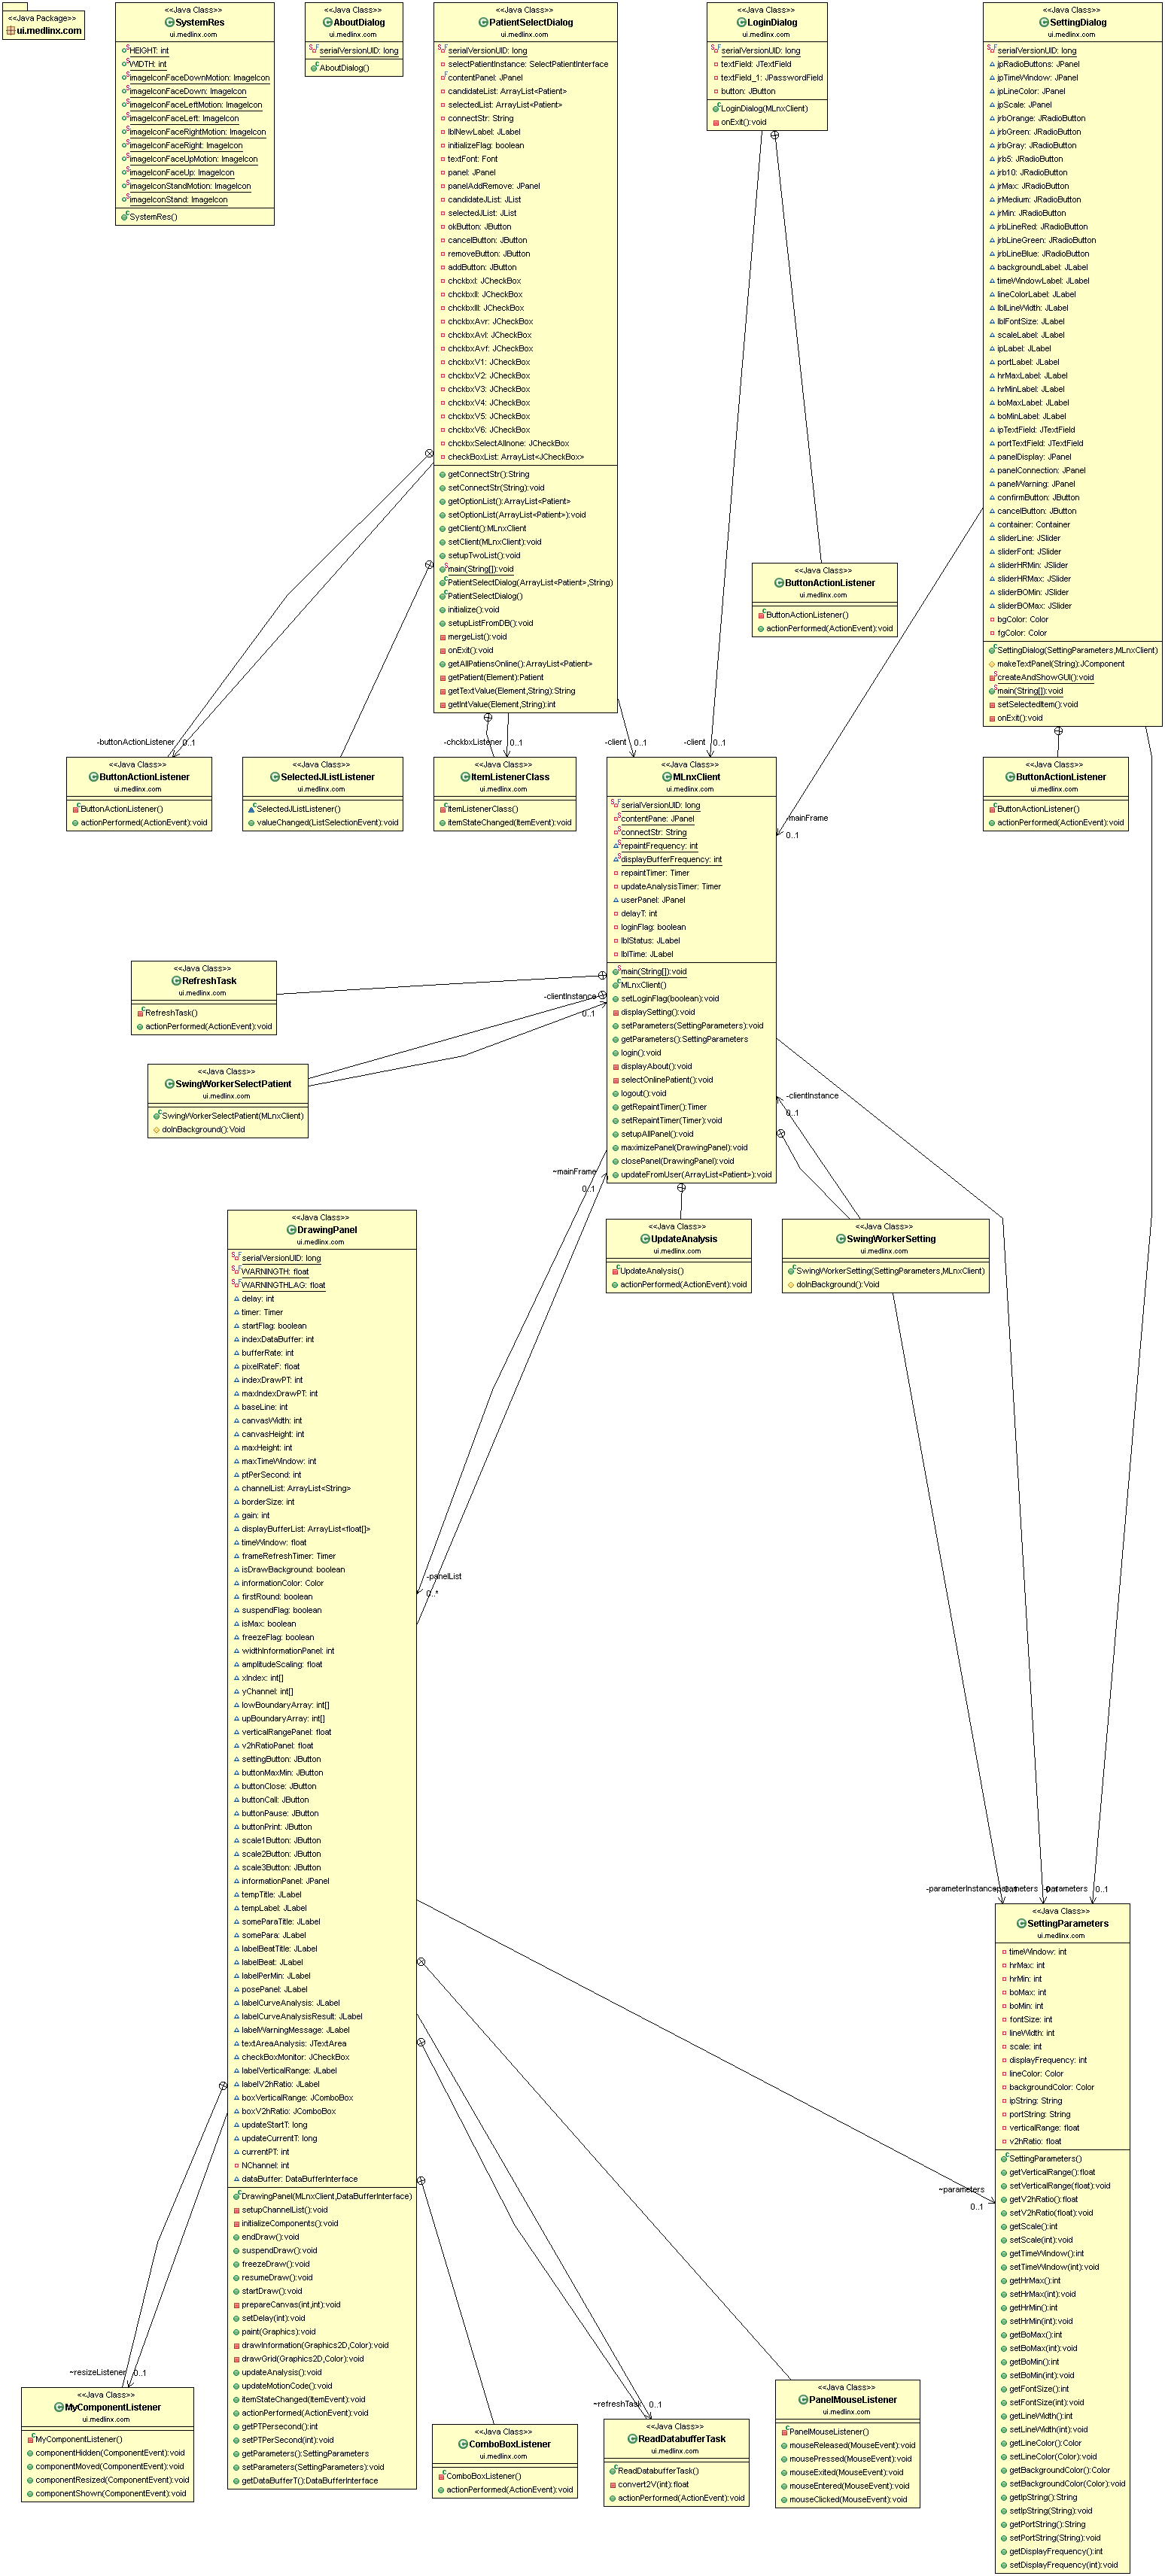 <<Java Package>>
ui.medlinx.com
<<Java Class>>
SystemRes
ui.medlinx.com
HEIGHT: int
WIDTH: int
imageIconFaceDownMotion: ImageIcon
imageIconFaceDown: ImageIcon
imageIconFaceLeftMotion: ImageIcon
imageIconFaceLeft: ImageIcon
imageIconFaceRightMotion: ImageIcon
imageIconFaceRight: ImageIcon
imageIconFaceUpMotion: ImageIcon
imageIconFaceUp: ImageIcon
imageIconStandMotion: ImageIcon
imageIconStand: ImageIcon
SystemRes()
<<Java Class>>
AboutDialog
ui.medlinx.com
serialVersionUID: long
AboutDialog()
<<Java Class>>
PatientSelectDialog
ui.medlinx.com
serialVersionUID: long
selectPatientInstance: SelectPatientInterface
contentPanel: JPanel
candidateList: ArrayList<Patient>
selectedList: ArrayList<Patient>
connectStr: String
lblNewLabel: JLabel
initializeFlag: boolean
textFont: Font
panel: JPanel
panelAddRemove: JPanel
candidateJList: JList
selectedJList: JList
okButton: JButton
cancelButton: JButton
removeButton: JButton
addButton: JButton
chckbxI: JCheckBox
chckbxII: JCheckBox
chckbxIII: JCheckBox
chckbxAvr: JCheckBox
chckbxAvl: JCheckBox
chckbxAvf: JCheckBox
chckbxV1: JCheckBox
chckbxV2: JCheckBox
chckbxV3: JCheckBox
chckbxV4: JCheckBox
chckbxV5: JCheckBox
chckbxV6: JCheckBox
chckbxSelectAllnone: JCheckBox
checkBoxList: ArrayList<JCheckBox>
getConnectStr():String
setConnectStr(String):void
getOptionList():ArrayList<Patient>
setOptionList(ArrayList<Patient>):void
getClient():MLnxClient
setClient(MLnxClient):void
setupTwoList():void
main(String[]):void
PatientSelectDialog(ArrayList<Patient>,String)
PatientSelectDialog()
initialize():void
setupListFromDB():void
mergeList():void
onExit():void
getAllPatiensOnline():ArrayList<Patient>
getPatient(Element):Patient
getTextValue(Element,String):String
getIntValue(Element,String):int
<<Java Class>>
LoginDialog
ui.medlinx.com
serialVersionUID: long
textField: JTextField
textField_1: JPasswordField
button: JButton
LoginDialog(MLnxClient)
onExit():void
<<Java Class>>
SettingDialog
ui.medlinx.com
serialVersionUID: long
jpRadioButtons: JPanel
jpTimeWindow: JPanel
jpLineColor: JPanel
jpScale: JPanel
jrbOrange: JRadioButton
jrbGreen: JRadioButton
jrbGray: JRadioButton
jrb5: JRadioButton
jrb10: JRadioButton
jrMax: JRadioButton
jrMedium: JRadioButton
jrMin: JRadioButton
jrbLineRed: JRadioButton
jrbLineGreen: JRadioButton
jrbLineBlue: JRadioButton
backgroundLabel: JLabel
timeWindowLabel: JLabel
lineColorLabel: JLabel
lblLineWidth: JLabel
lblFontSize: JLabel
scaleLabel: JLabel
ipLabel: JLabel
portLabel: JLabel
hrMaxLabel: JLabel
hrMinLabel: JLabel
boMaxLabel: JLabel
boMinLabel: JLabel
ipTextField: JTextField
portTextField: JTextField
panelDisplay: JPanel
panelConnection: JPanel
panelWarning: JPanel
confirmButton: JButton
cancelButton: JButton
container: Container
sliderLine: JSlider
sliderFont: JSlider
sliderHRMin: JSlider
sliderHRMax: JSlider
sliderBOMin: JSlider
sliderBOMax: JSlider
bgColor: Color
fgColor: Color
SettingDialog(SettingParameters,MLnxClient)
makeTextPanel(String):JComponent
createAndShowGUI():void
main(String[]):void
setSelectedItem():void
onExit():void
<<Java Class>>
ButtonActionListener
ui.medlinx.com
ButtonActionListener()
actionPerformed(ActionEvent):void
-buttonActionListener
0..1
-chckbxListener
0..1
-client
0..1
-client
0..1
<<Java Class>>
ButtonActionListener
ui.medlinx.com
ButtonActionListener()
actionPerformed(ActionEvent):void
<<Java Class>>
SelectedJListListener
ui.medlinx.com
SelectedJListListener()
valueChanged(ListSelectionEvent):void
<<Java Class>>
ItemListenerClass
ui.medlinx.com
ItemListenerClass()
itemStateChanged(ItemEvent):void
<<Java Class>>
MLnxClient
ui.medlinx.com
serialVersionUID: long
contentPane: JPanel
connectStr: String
repaintFrequency: int
displayBufferFrequency: int
repaintTimer: Timer
updateAnalysisTimer: Timer
userPanel: JPanel
delayT: int
loginFlag: boolean
lblStatus: JLabel
lblTime: JLabel
main(String[]):void
MLnxClient()
setLoginFlag(boolean):void
displaySetting():void
setParameters(SettingParameters):void
getParameters():SettingParameters
login():void
displayAbout():void
selectOnlinePatient():void
logout():void
getRepaintTimer():Timer
setRepaintTimer(Timer):void
setupAllPanel():void
maximizePanel(DrawingPanel):void
closePanel(DrawingPanel):void
updateFromUser(ArrayList<Patient>):void
-mainFrame
0..1
<<Java Class>>
ButtonActionListener
ui.medlinx.com
ButtonActionListener()
actionPerformed(ActionEvent):void
<<Java Class>>
RefreshTask
ui.medlinx.com
RefreshTask()
actionPerformed(ActionEvent):void
-clientInstance
0..1
<<Java Class>>
SwingWorkerSelectPatient
ui.medlinx.com
SwingWorkerSelectPatient(MLnxClient)
doInBackground():Void
-clientInstance
0..1
~mainFrame
0..1
<<Java Class>>
UpdateAnalysis
ui.medlinx.com
UpdateAnalysis()
actionPerformed(ActionEvent):void
<<Java Class>>
SwingWorkerSetting
ui.medlinx.com
SwingWorkerSetting(SettingParameters,MLnxClient)
doInBackground():Void
<<Java Class>>
DrawingPanel
ui.medlinx.com
serialVersionUID: long
WARNINGTH: float
WARNINGTHLAG: float
delay: int
timer: Timer
startFlag: boolean
indexDataBuffer: int
bufferRate: int
pixelRateF: float
indexDrawPT: int
maxIndexDrawPT: int
baseLine: int
canvasWidth: int
canvasHeight: int
maxHeight: int
maxTimeWindow: int
ptPerSecond: int
channelList: ArrayList<String>
borderSize: int
gain: int
displayBufferList: ArrayList<float[]>
timeWindow: float
frameRefreshTimer: Timer
isDrawBackground: boolean
informationColor: Color
firstRound: boolean
suspendFlag: boolean
isMax: boolean
freezeFlag: boolean
widthInformationPanel: int
amplitudeScaling: float
xIndex: int[]
yChannel: int[]
lowBoundaryArray: int[]
upBoundaryArray: int[]
verticalRangePanel: float
v2hRatioPanel: float
settingButton: JButton
buttonMaxMin: JButton
buttonClose: JButton
buttonCall: JButton
buttonPause: JButton
buttonPrint: JButton
scale1Button: JButton
scale2Button: JButton
scale3Button: JButton
informationPanel: JPanel
tempTitle: JLabel
tempLabel: JLabel
someParaTitle: JLabel
somePara: JLabel
labelBeatTitle: JLabel
labelBeat: JLabel
labelPerMin: JLabel
posePanel: JLabel
labelCurveAnalysis: JLabel
labelCurveAnalysisResult: JLabel
labelWarningMessage: JLabel
textAreaAnalysis: JTextArea
checkBoxMonitor: JCheckBox
labelVerticalRange: JLabel
labelV2hRatio: JLabel
boxVerticalRange: JComboBox
boxV2hRatio: JComboBox
updateStartT: long
updateCurrentT: long
currentPT: int
NChannel: int
dataBuffer: DataBufferInterface
DrawingPanel(MLnxClient,DataBufferInterface)
setupChannelList():void
initializeComponents():void
endDraw():void
suspendDraw():void
freezeDraw():void
resumeDraw():void
startDraw():void
prepareCanvas(int,int):void
setDelay(int):void
paint(Graphics):void
drawInformation(Graphics2D,Color):void
drawGrid(Graphics2D,Color):void
updateAnalysis():void
updateMotionCode():void
itemStateChanged(ItemEvent):void
actionPerformed(ActionEvent):void
getPTPersecond():int
setPTPerSecond(int):void
getParameters():SettingParameters
setParameters(SettingParameters):void
getDataBufferT():DataBufferInterface
-panelList
0..*
-parameterInstance
-parameters
0..1
<<Java Class>>
SettingParameters
ui.medlinx.com
timeWindow: int
hrMax: int
hrMin: int
boMax: int
boMin: int
fontSize: int
lineWidth: int
scale: int
displayFrequency: int
lineColor: Color
backgroundColor: Color
ipString: String
portString: String
verticalRange: float
v2hRatio: float
SettingParameters()
getVerticalRange():float
setVerticalRange(float):void
getV2hRatio():float
setV2hRatio(float):void
getScale():int
setScale(int):void
getTimeWindow():int
setTimeWindow(int):void
getHrMax():int
setHrMax(int):void
getHrMin():int
setHrMin(int):void
getBoMax():int
setBoMax(int):void
getBoMin():int
setBoMin(int):void
getFontSize():int
setFontSize(int):void
getLineWidth():int
setLineWidth(int):void
getLineColor():Color
setLineColor(Color):void
getBackgroundColor():Color
setBackgroundColor(Color):void
getIpString():String
setIpString(String):void
getPortString():String
setPortString(String):void
getDisplayFrequency():int
setDisplayFrequency(int):void
~parameters
0..1
~resizeListener
0..1
~refreshTask
0..1
<<Java Class>>
MyComponentListener
ui.medlinx.com
MyComponentListener()
componentHidden(ComponentEvent):void
componentMoved(ComponentEvent):void
componentResized(ComponentEvent):void
componentShown(ComponentEvent):void
<<Java Class>>
ComboBoxListener
ui.medlinx.com
ComboBoxListener()
actionPerformed(ActionEvent):void
<<Java Class>>
ReadDatabufferTask
ui.medlinx.com
ReadDatabufferTask()
convert2V(int):float
actionPerformed(ActionEvent):void
<<Java Class>>
PanelMouseListener
ui.medlinx.com
PanelMouseListener()
mouseReleased(MouseEvent):void
mousePressed(MouseEvent):void
mouseExited(MouseEvent):void
mouseEntered(MouseEvent):void
mouseClicked(MouseEvent):void